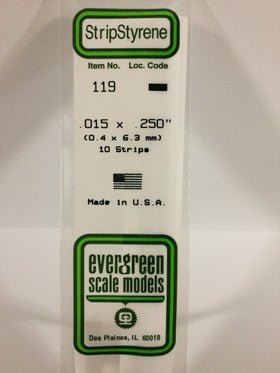 StripStyrene
Item No. Loc. Code
119
.015 x .250"
(0.4 x 6.3 mm)
10 Strips
Made in U.S.A.
evergreen
scale models
Des Plaines, IL 60018